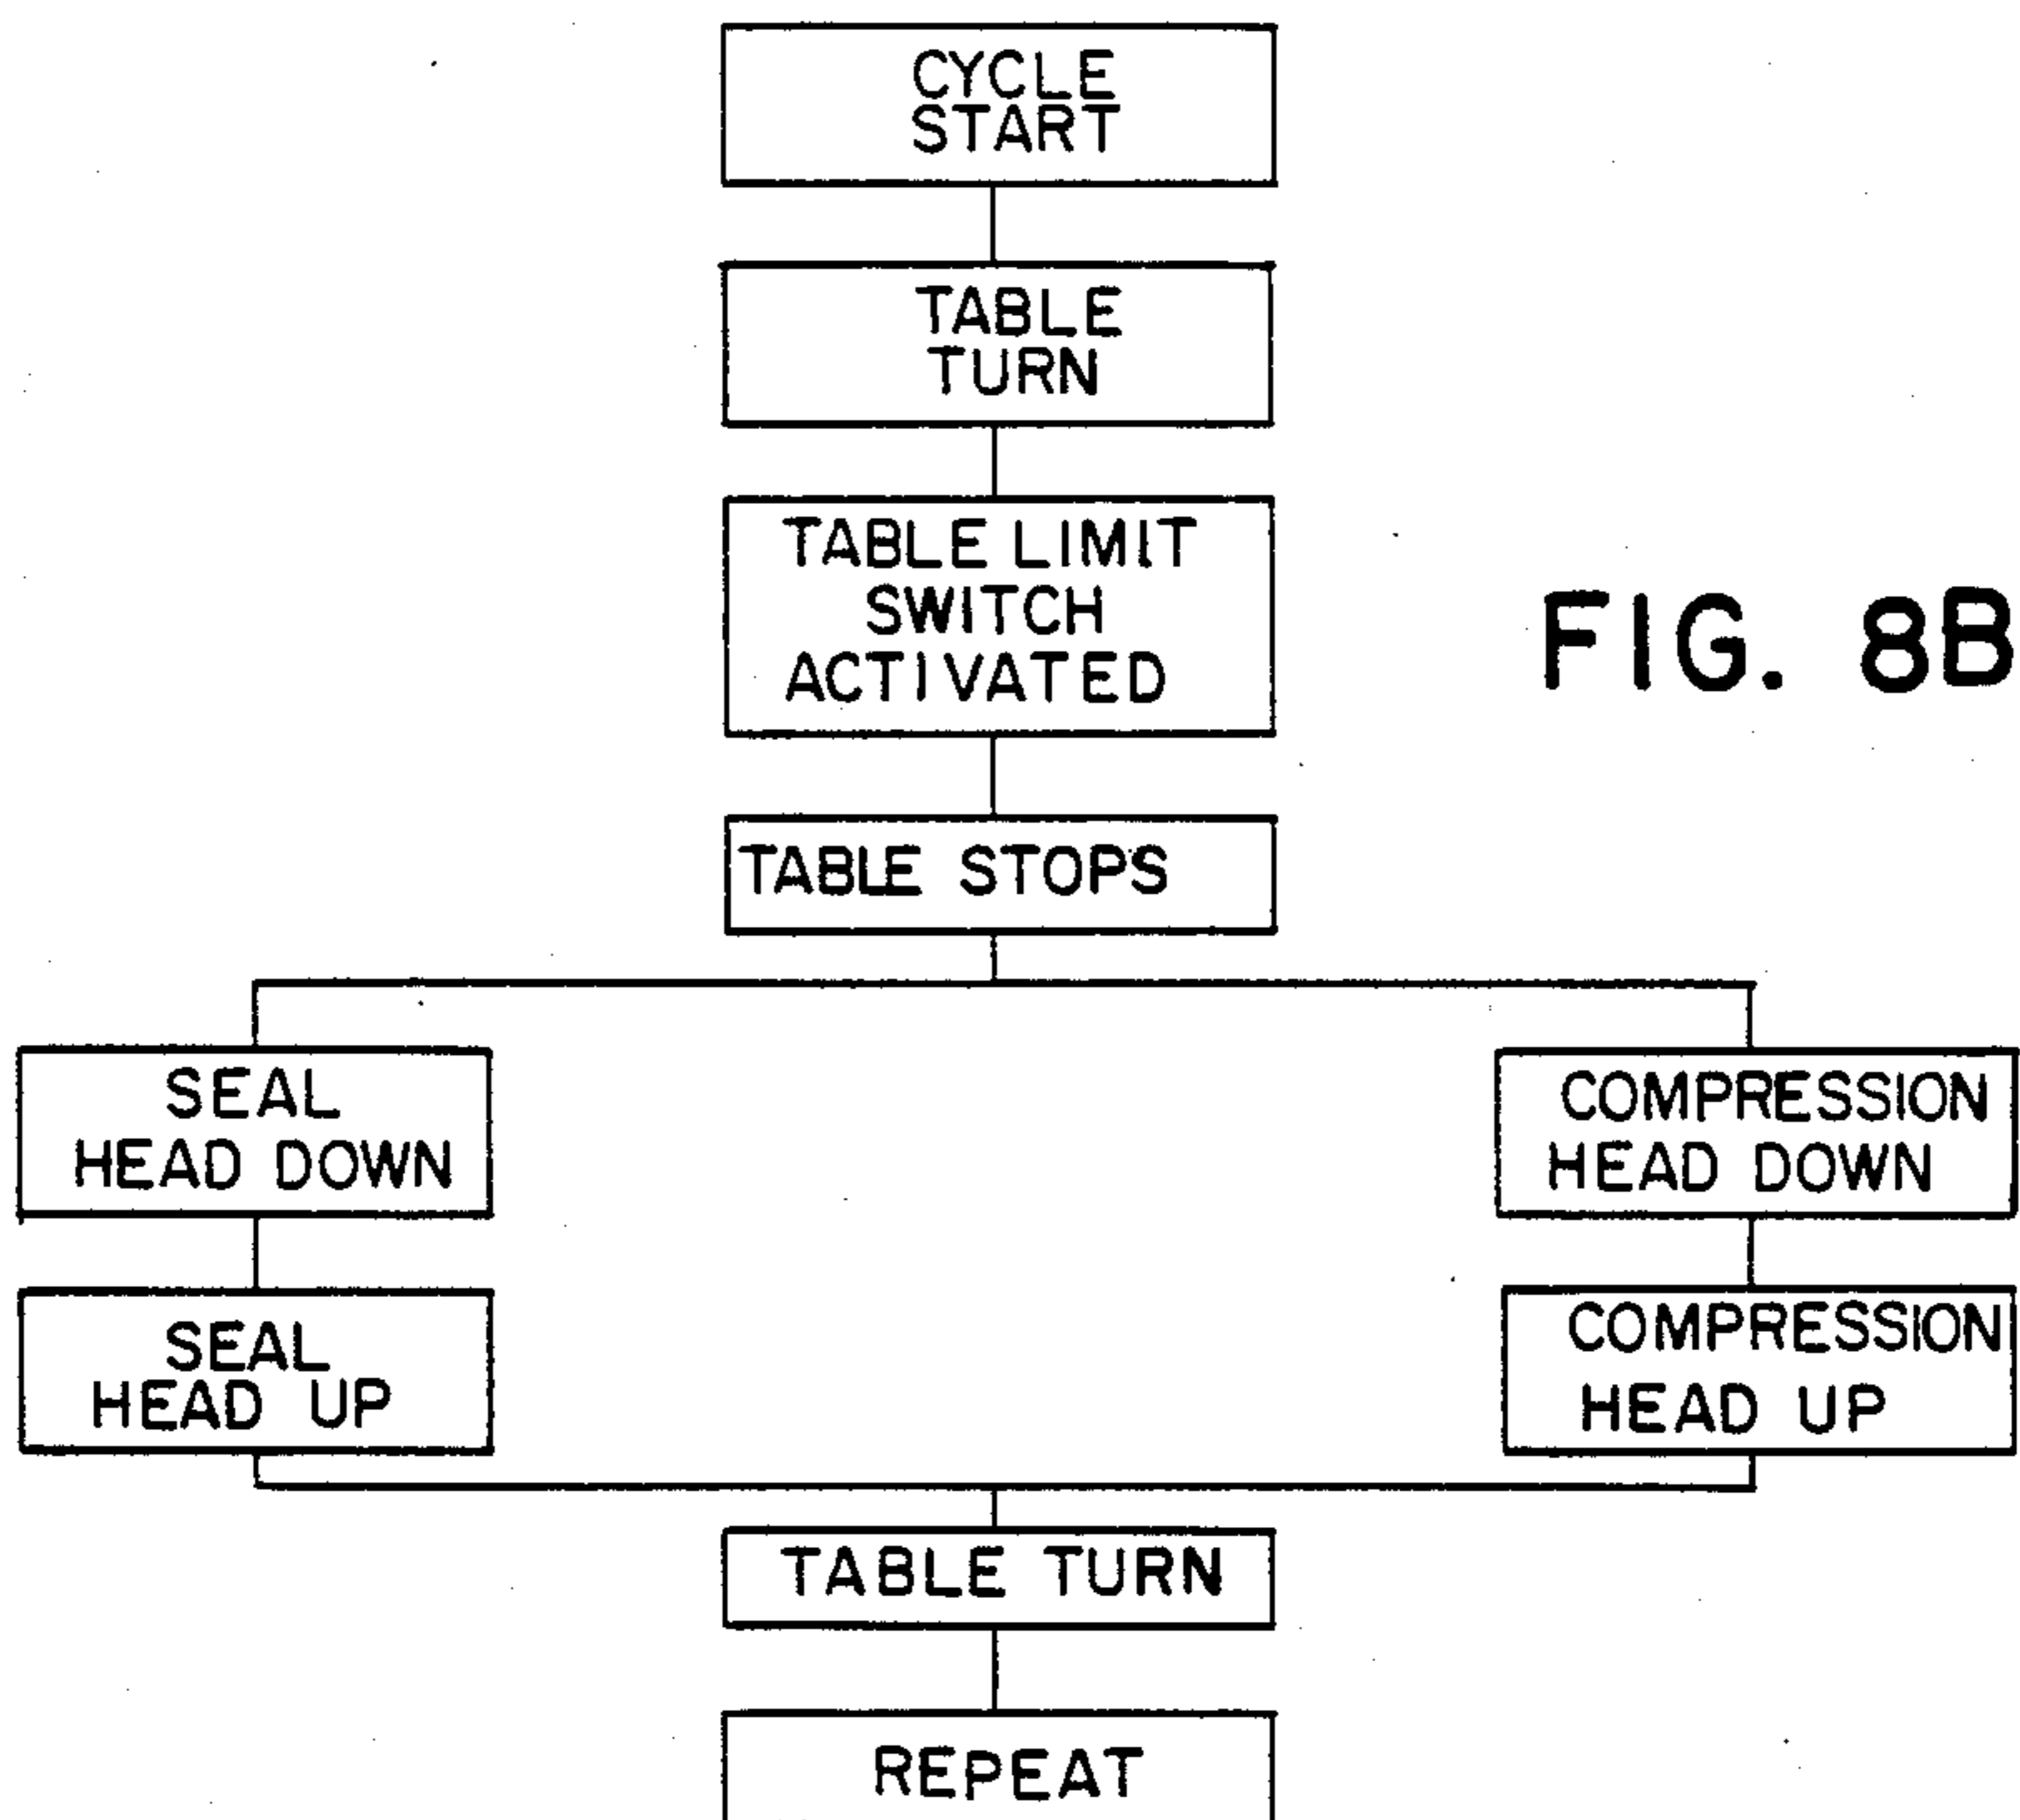 CYCLE
START
TABLE
TURN
TABLE LIMIT
SWITCH
ACTIVATED
FIG. 8B
TABLE STOPS
SEAL
HEAD DOWN
COMPRESSION
HEAD DOWN
SEAL
HEAD UP
COMPRESSION
HEAD UP
TABLE TURN
REPEAT